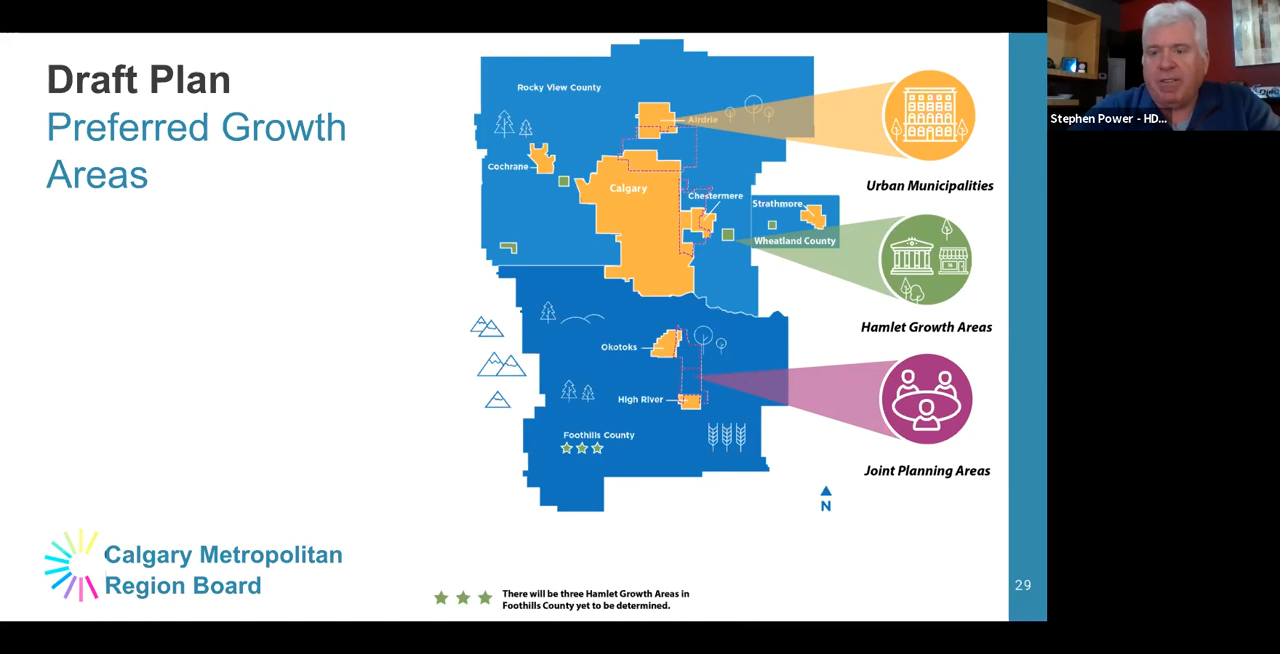 Draft Plan
Preferred Growth
Areas
Rocky View County
Airdrie
Cochrane
Calgary
Chestermere
Strathmore
Wheatland County
Okotoks
High River
Foothills County
N
Urban Municipalities
Hamlet Growth Areas
Joint Planning Areas
Calgary Metropolitan
Region Board
There will be three Hamlet Growth Areas in
Foothills County yet to be determined.
29
Stephen Power - HD...